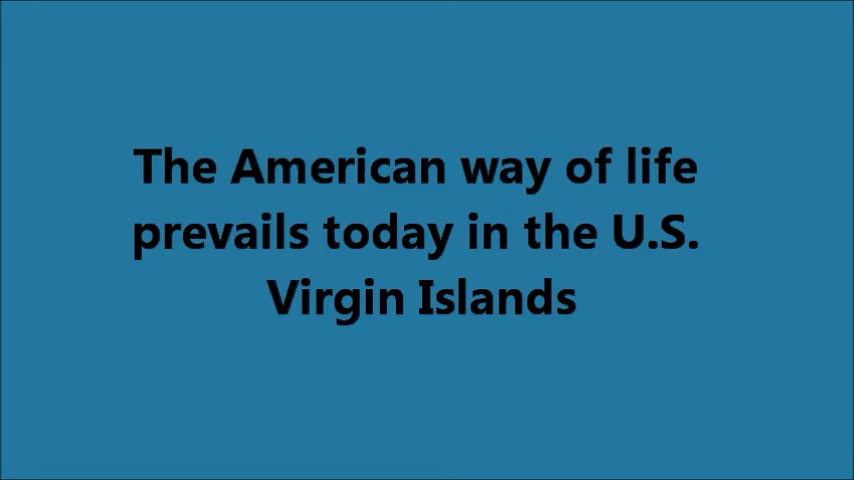 The American way of life
prevails today in the U.S.
Virgin Islands